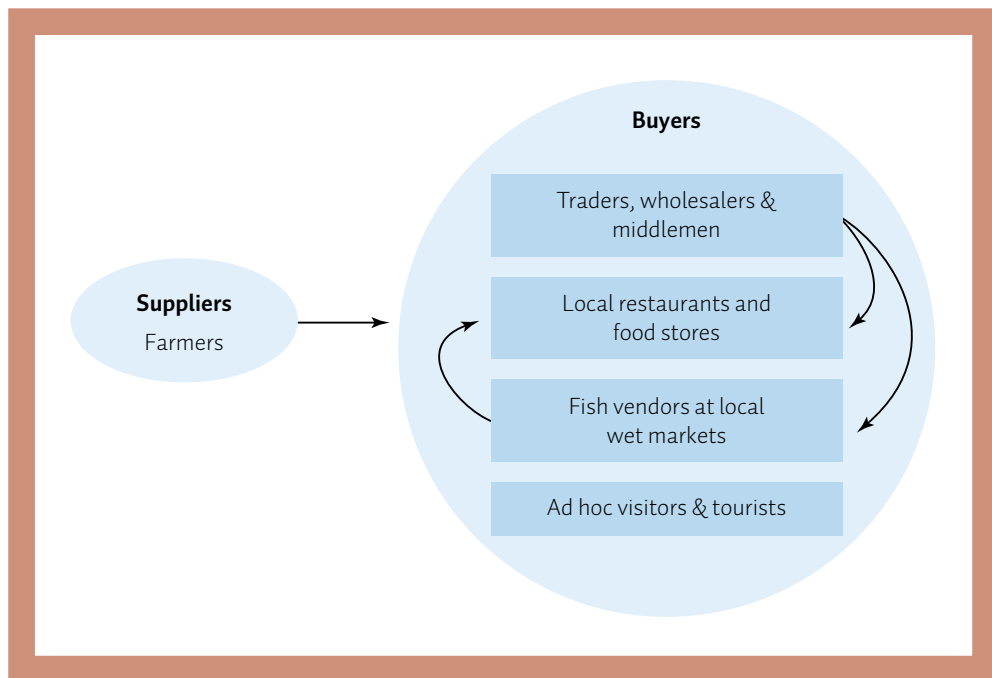 Buyers
Traders, wholesalers &
middlemen
Local restaurants and
food stores
Suppliers
Farmers
Fish vendors at local
wet markets
Ad hoc visitors & tourists